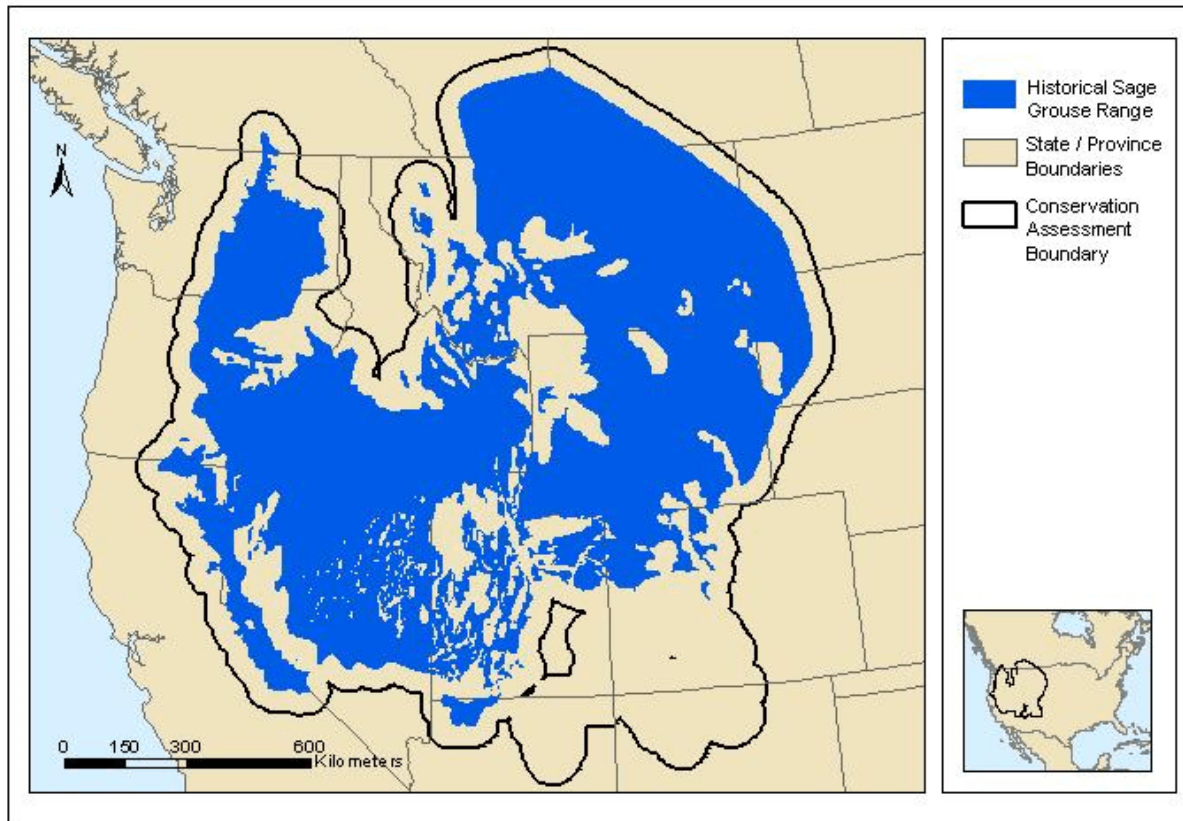 N
0 150 300 600
Kilometers
Historical Sage
Grouse Range
State / Province
Boundaries
Conservation
Assessment
Boundary